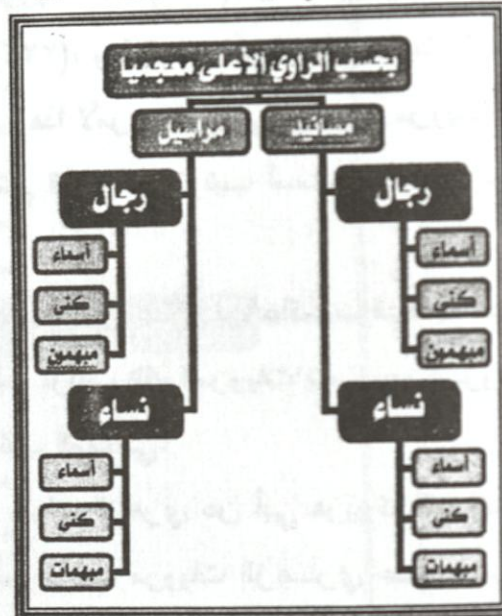 بحسب الراوي الأعلى معجميا
مسانيد
مراسيل
رجال
أسماء
كنى
مبهمون
نساء
أسماء
كنى
مبهمات
رجال
أسماء
كنى
مبهمون
نساء
أسماء
كنى
مبهمات